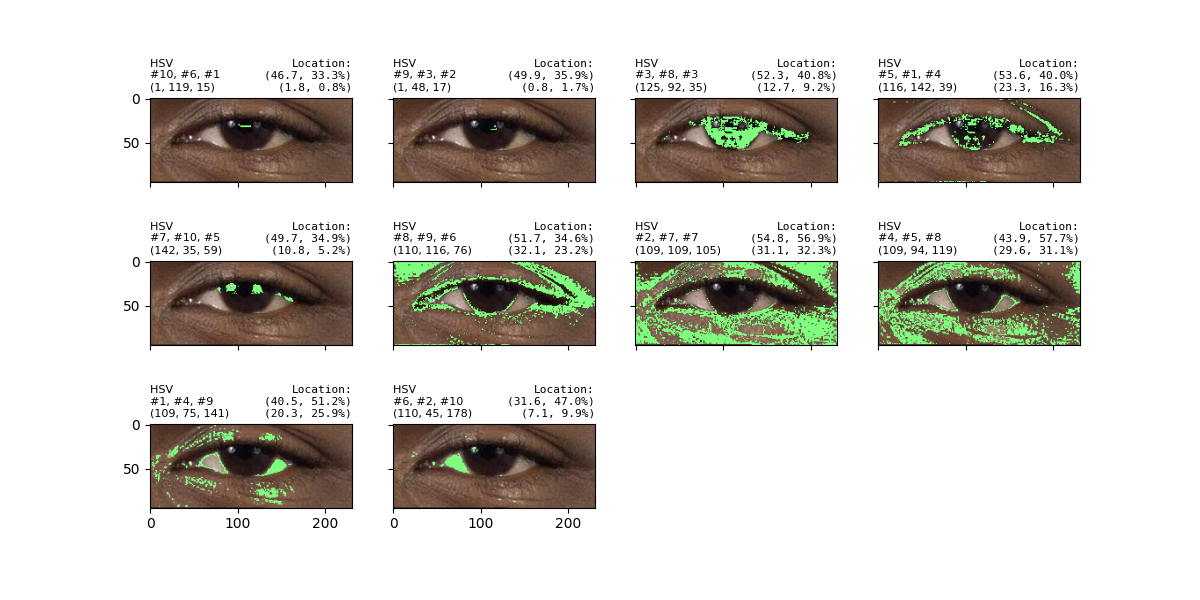 HSV Location: HSV Location: HSV Location: HSV Location:
#10, #6, #1 (46.7, 33.3%) #9, #3, #2 (49.9, 35.9%) #3, #8, #3 (52.3, 40.8%) #5, #1, #4 (53.6, 40.0%)
(1, 119, 15) (1.8, 0.8%) (1, 48, 17) (0.8, 1.7%) (125, 92, 35) (12.7, 9.2%) (116, 142, 39) (23.3, 16.3%)
0
50
HSV Location: HSV Location: HSV Location: HSV Location:
#7, #10, #5 (49.7, 34.9%) #8, #9, #6 (51.7, 34.6%) #2, #7, #7 (54.8, 56.9%) #4, #5, #8 (43.9, 57.7%)
(142, 35, 59) (10.8, 5.2%) (110, 116, 76) (32.1, 23.2%) (109, 109, 105) (31.1, 32.3%) (109, 94, 119) (29.6, 31.1%)
0
50
HSV Location: HSV Location:
#1, #4, #9 (40.5, 51.2%) #6, #2, #10 (31.6, 47.0%)
(109, 75, 141) (20.3, 25.9%) (110, 45, 178) (7.1, 9.9%)
0
50
0 100 200 0 100 200